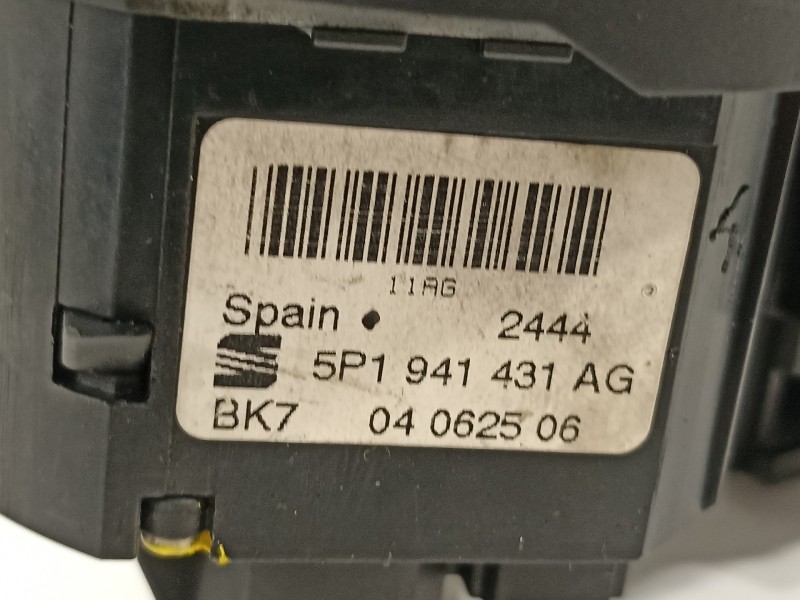 11AG
Spain • 2444
5P1 941 431 AG
BK7 04 0625 06